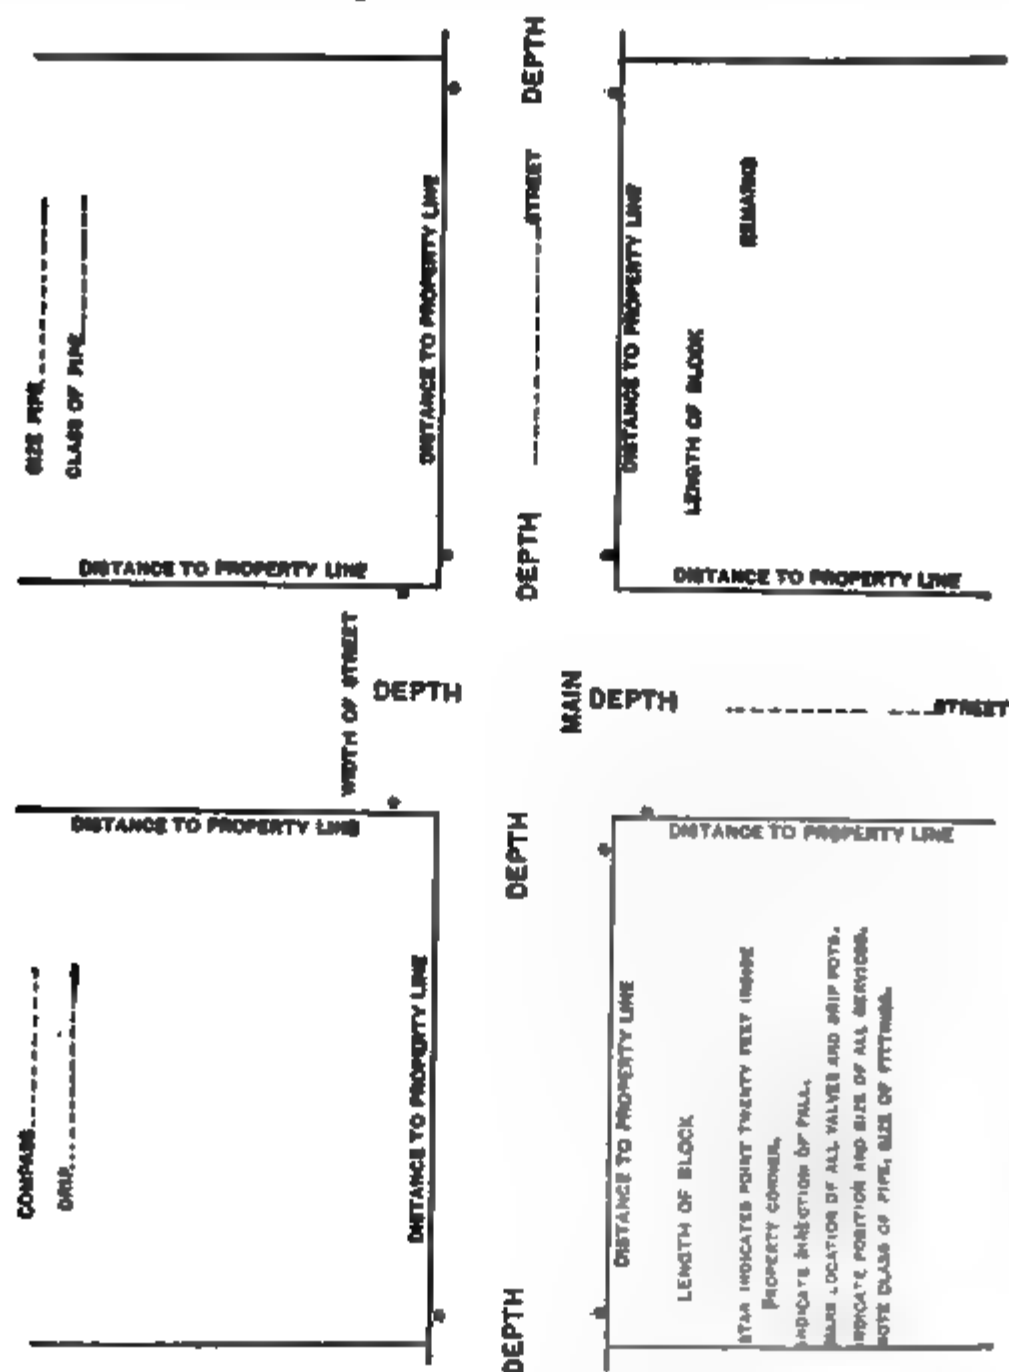 DEPTH
SIZE PIPE
CLASS OF PIPE
DISTANCE TO PROPERTY LINE
STREET
DISTANCE TO PROPERTY LINE
REMARKS
LENGTH OF BLOCK
DEPTH
DISTANCE TO PROPERTY LINE
DISTANCE TO PROPERTY LINE
WIDTH OF STREET
DEPTH
MAIN
DEPTH
STREET
DISTANCE TO PROPERTY LINE
DEPTH
DISTANCE TO PROPERTY LINE
COMPASS
DRIP
DISTANCE TO PROPERTY LINE
DISTANCE TO PROPERTY LINE
LENGTH OF BLOCK
STAR INDICATES POINT TWENTY FEET INSIDE
PROPERTY CORNER.
INDICATE DIRECTION OF FALL.
MARK LOCATION OF ALL VALVES AND DRIP POTS.
INDICATE POSITION AND SIZE OF ALL SERVICES.
NOTE CLASS OF PIPE, SIZE OF FITTINGS.
DEPTH